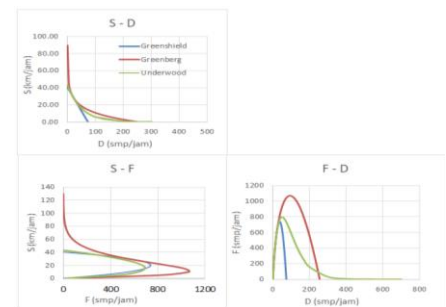 S - D
100.00
80.00
60.00
40.00
20.00
0.00
S(km/jam)
Greenshield
Greenberg
Underwood
0 100 200 300 400 500
D (smp/jam)
S - F
140
120
100
80
60
40
20
0
S(km/jam)
0 400 800 1200
F (smp/jam)
F - D
1200
1000
800
600
400
200
0
F (smp/jam)
0 200 400 600 800
D (smp/jam)